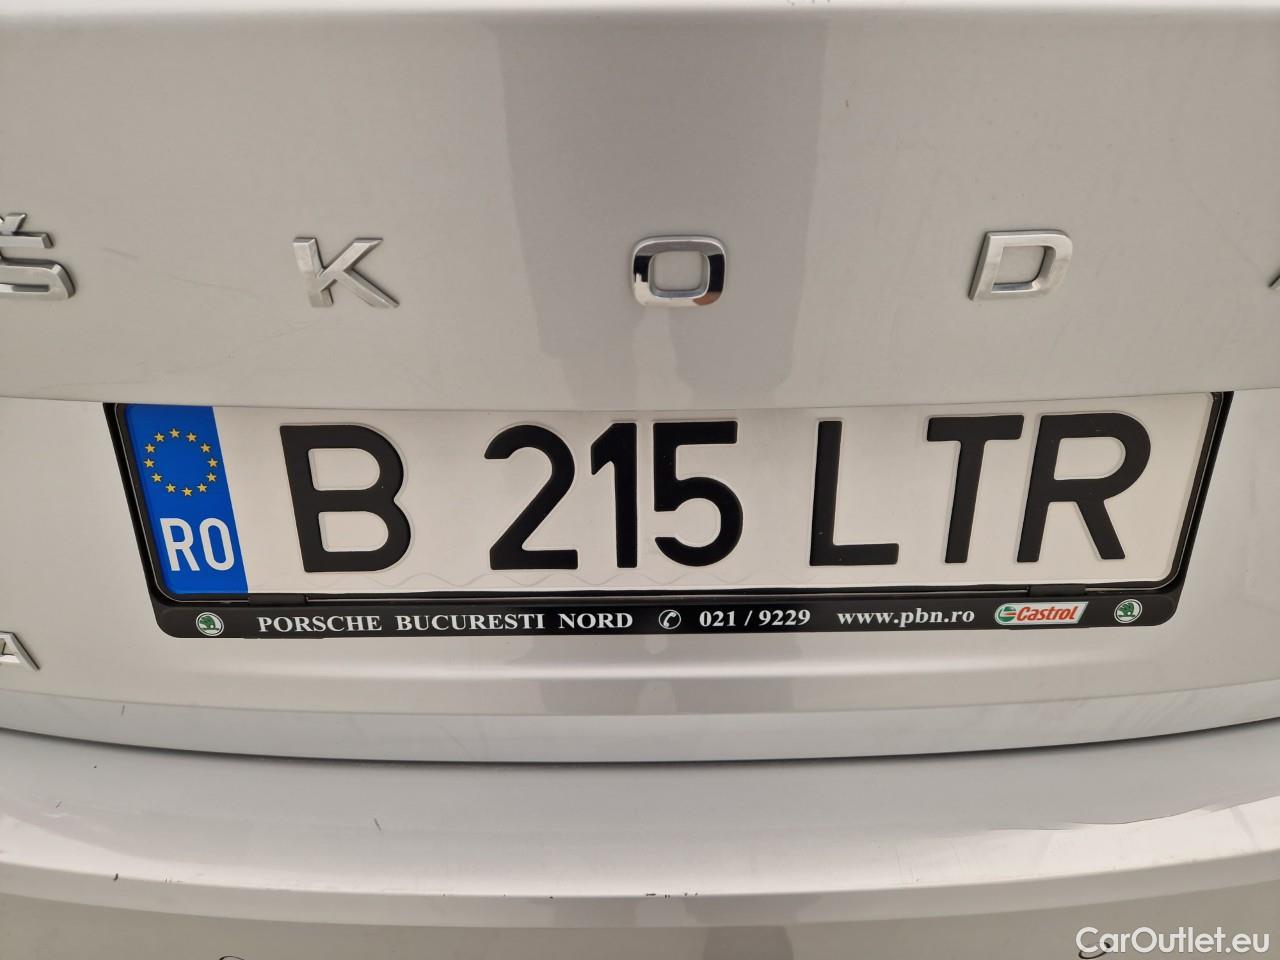 ŠKOD
RO B 215 LTR
PORSCHE BUCURESTI NORD ✆ 021 / 9229 www.pbn.ro Castrol
A
CarOutlet.eu